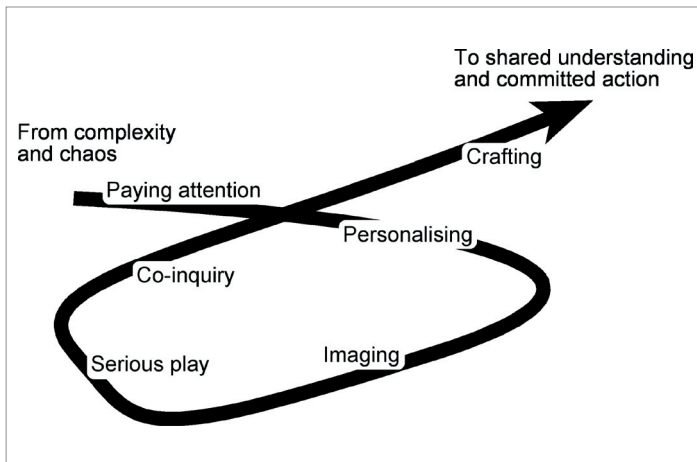 To shared understanding
and committed action
From complexity
and chaos
Crafting
Paying attention
Personalising
Co-inquiry
Imaging
Serious play